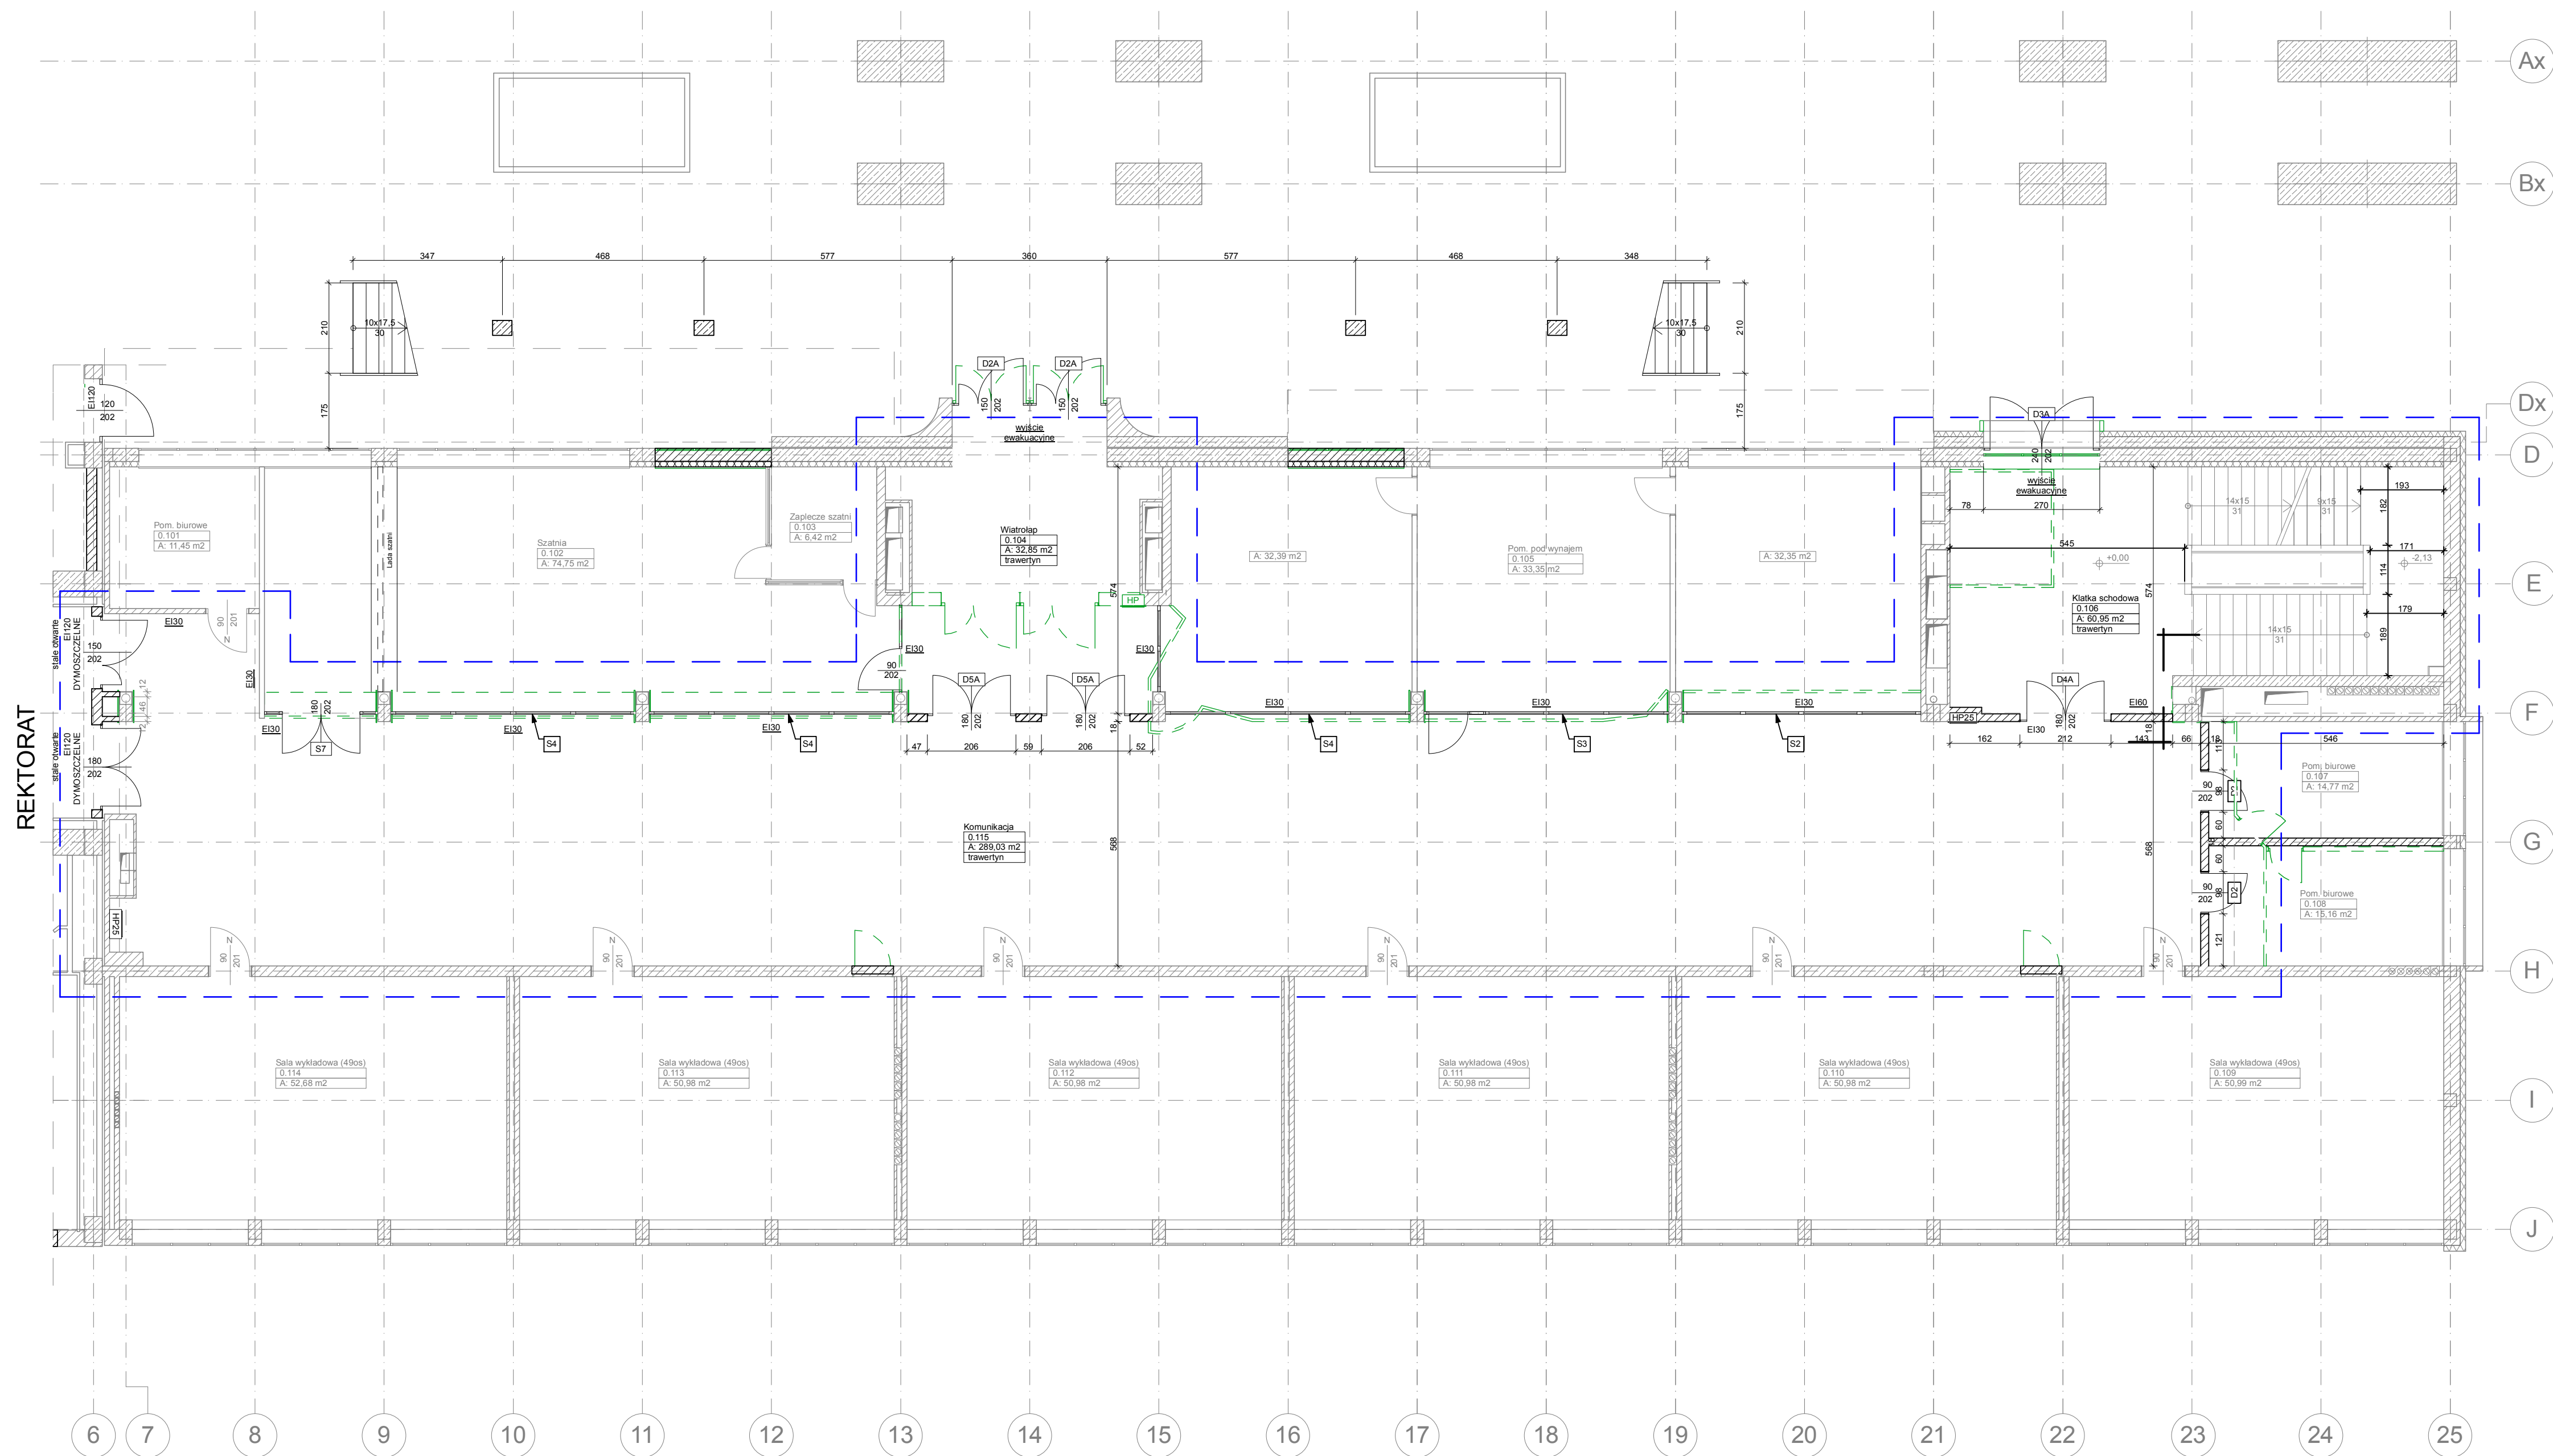 Ax
Bx
347
468
577
360
577
468
348
210
10x17,5
30
10x17,5
30
210
D2A
D2A
EI120
120
202
175
150
202
150
202
175
Dx
D3A
wyjście
ewakuacyjne
D
240
202
wyjście
ewakuacyjne
193
182
14x15
31
9x15
31
78
270
Pom. biurowe
0.101
A: 11,45 m2
Lada szatni
Szatnia
0.102
A: 74,75 m2
Zaplecze szatni
0.103
A: 6,42 m2
Wiatrołap
0.104
A: 32,85 m2
trawertyn
574
A: 32,39 m2
Pom. pod wynajem
0.105
A: 33,35 m2
A: 32,35 m2
545
+0,00
171
-2,13
114
574
E
HP
Klatka schodowa
0.106
A: 60,95 m2
trawertyn
179
14x15
31
189
EI30
90
201
N
stale otwarte
EI120
DYMOSZCZELNE
150
202
EI30
EI30
90
202
EI30
D5A
D5A
D4A
12
46
12
180
202
180
202
180
202
EI30
EI30
EI30
EI60
180
202
HP25
F
EI30
S7
EI30
S4
EI30
S4
18
S4
S3
S2
EI30
18
47
206
59
206
52
162
212
143
66
18
546
REKTORAT
stale otwarte
EI120
DYMOSZCZELNE
180
202
113
Pom. biurowe
0.107
A: 14,77 m2
90
202
98
60
Komunikacja
0.115
A: 289,03 m2
trawertyn
568
568
G
60
90
202
98
D2
Pom. biurowe
0.108
A: 15,16 m2
HP25
121
N
90
201
N
90
201
N
90
201
N
90
201
N
90
201
N
90
201
H
Sala wykładowa (49os)
0.114
A: 52,68 m2
Sala wykładowa (49os)
0.113
A: 50,98 m2
Sala wykładowa (49os)
0.112
A: 50,98 m2
Sala wykładowa (49os)
0.111
A: 50,98 m2
Sala wykładowa (49os)
0.110
A: 50,98 m2
Sala wykładowa (49os)
0.109
A: 50,99 m2
I
J
6
7
8
9
10
11
12
13
14
15
16
17
18
19
20
21
22
23
24
25